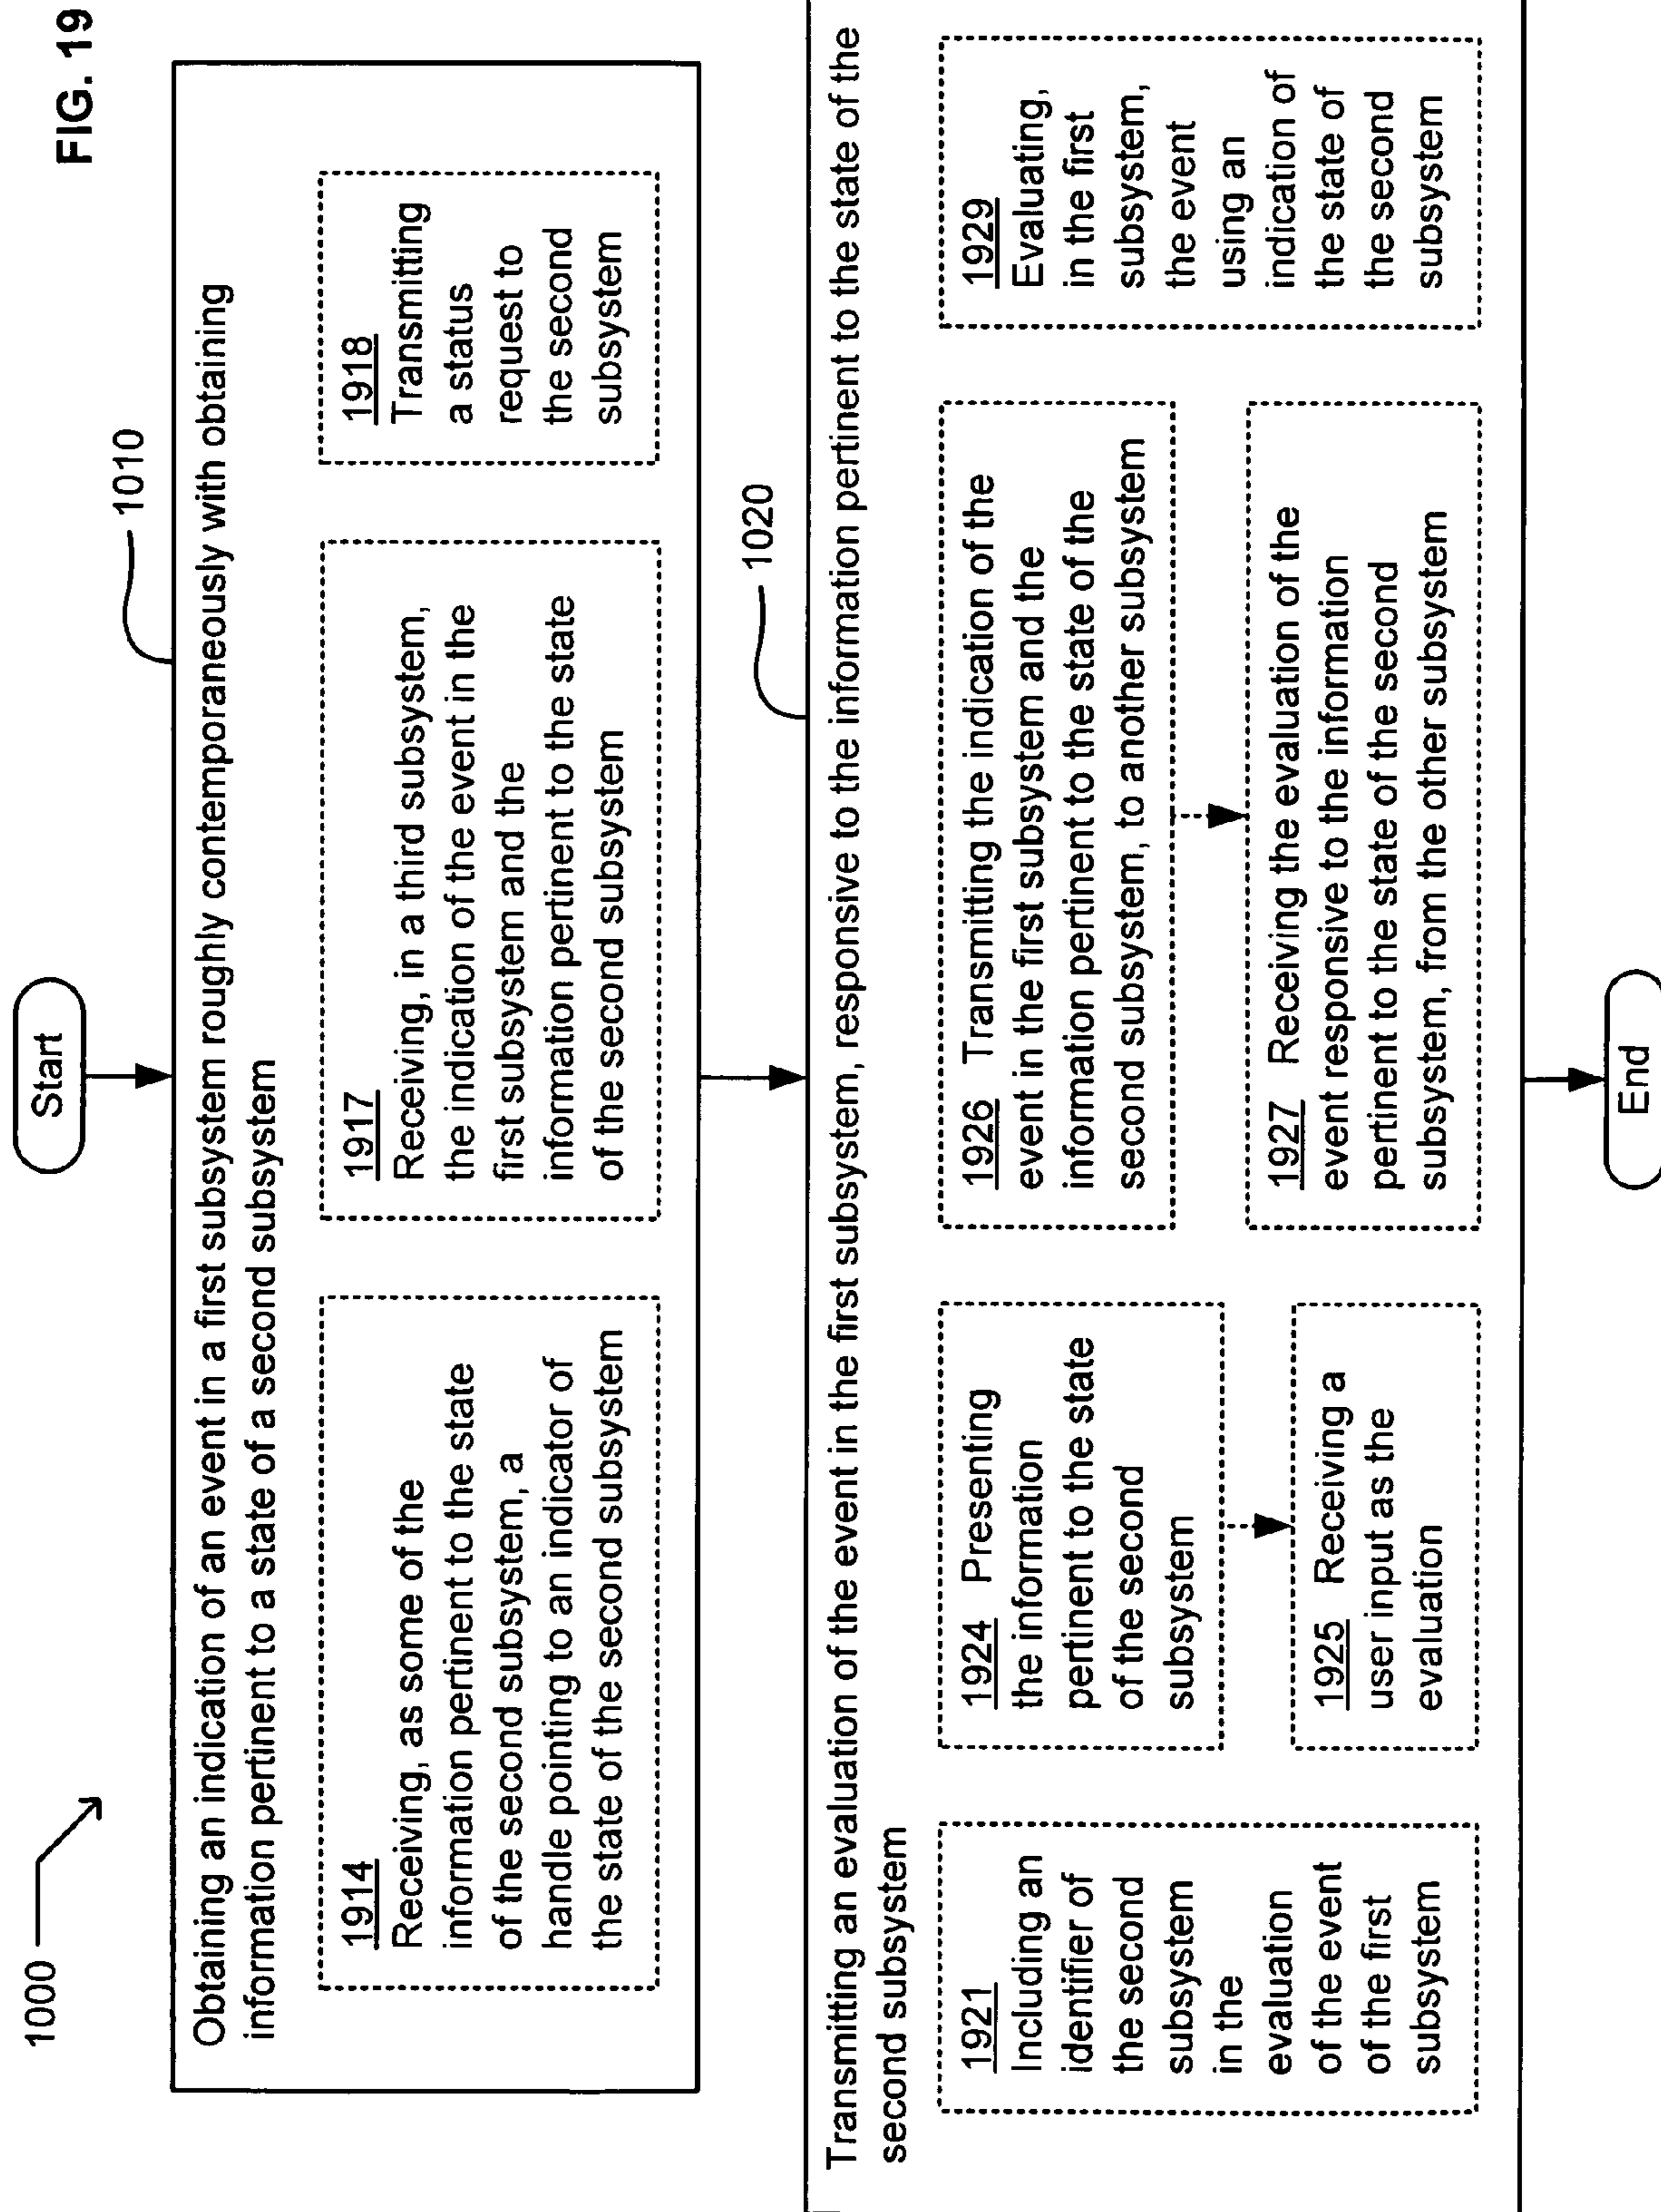 FIG. 19
1000
Start
1010
Obtaining an indication of an event in a first subsystem roughly contemporaneously with obtaining
information pertinent to a state of a second subsystem
1914
Receiving, as some of the
information pertinent to the state
of the second subsystem, a
handle pointing to an indicator of
the state of the second subsystem
1917
Receiving, in a third subsystem,
the indication of the event in the
first subsystem and the
information pertinent to the state
of the second subsystem
1918
Transmitting
a status
request to
the second
subsystem
1020
Transmitting an evaluation of the event in the first subsystem, responsive to the information pertinent to the state of the
second subsystem
1921
Including an
identifier of
the second
subsystem
in the
evaluation
of the event
of the first
subsystem
1924 Presenting
the information
pertinent to the state
of the second
subsystem
1925 Receiving a
user input as the
evaluation
1926 Transmitting the indication of the
event in the first subsystem and the
information pertinent to the state of the
second subsystem, to another subsystem
1927 Receiving the evaluation of the
event responsive to the information
pertinent to the state of the second
subsystem, from the other subsystem
1929
Evaluating,
in the first
subsystem,
the event
using an
indication of
the state of
the second
subsystem
End